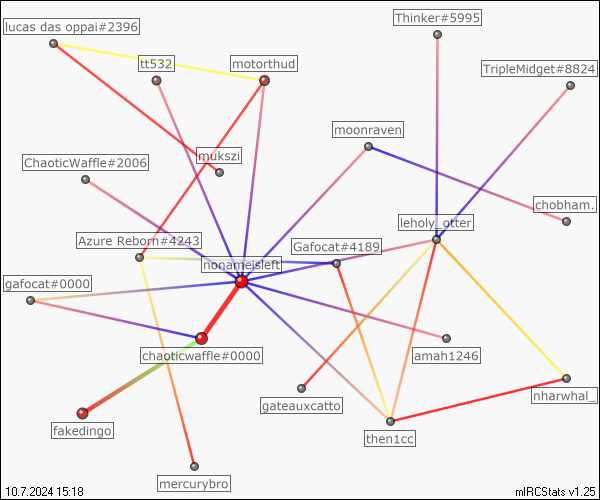 Thinker#5995
lucas das oppai#2396
tt532
motorthud
TripleMidget#8824
moonraven
mukszi
ChaoticWaffle#2006
chobham.
leholy_otter
Azure Reborn#4243
Gafocat#4189
nonameisleft
gafocat#0000
chaoticwaffle#0000
amah1246
nharwhal_
gateauxcatto
fakedingo
then1cc
mercurybro
10.7.2024 15:18
mIRCStats v1.25